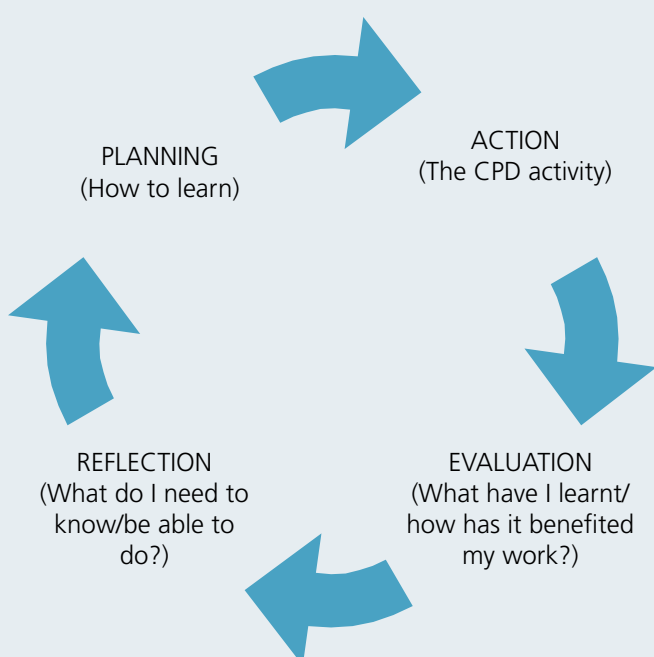 PLANNING
(How to learn)
ACTION
(The CPD activity)
REFLECTION
(What do I need to
know/be able to
do?)
EVALUATION
(What have I learnt/
how has it benefited
my work?)